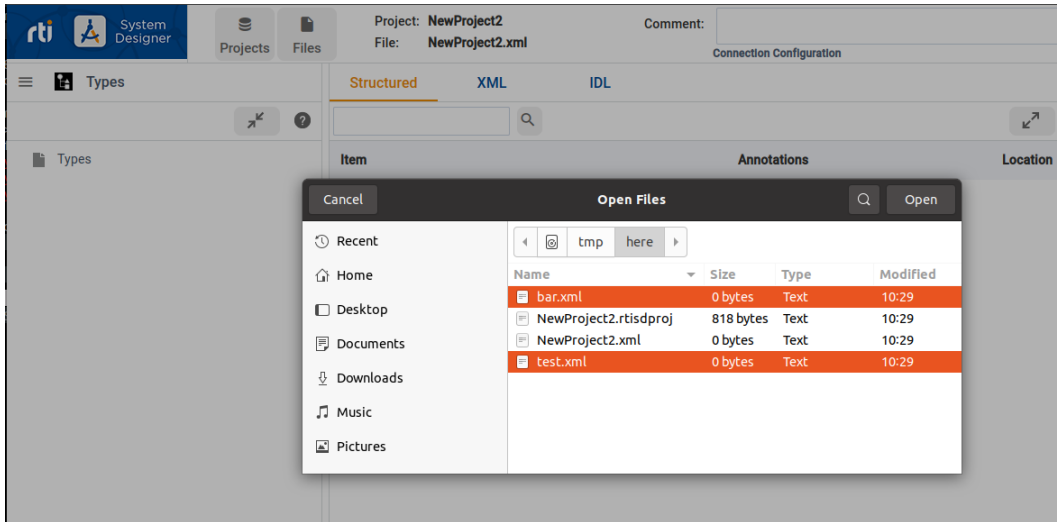 rti System Designer
Projects
Files
Project: NewProject2
File: NewProject2.xml
Comment:
Connection Configuration
Types
Structured XML IDL
?
Types
Item Annotations Location
Cancel Open Files Open
Recent
Home
Desktop
Documents
Downloads
Music
Pictures
tmp here
Name Size Type Modified
bar.xml 0 bytes Text 10:29
NewProject2.rtisdproj 818 bytes Text 10:29
NewProject2.xml 0 bytes Text 10:29
test.xml 0 bytes Text 10:29